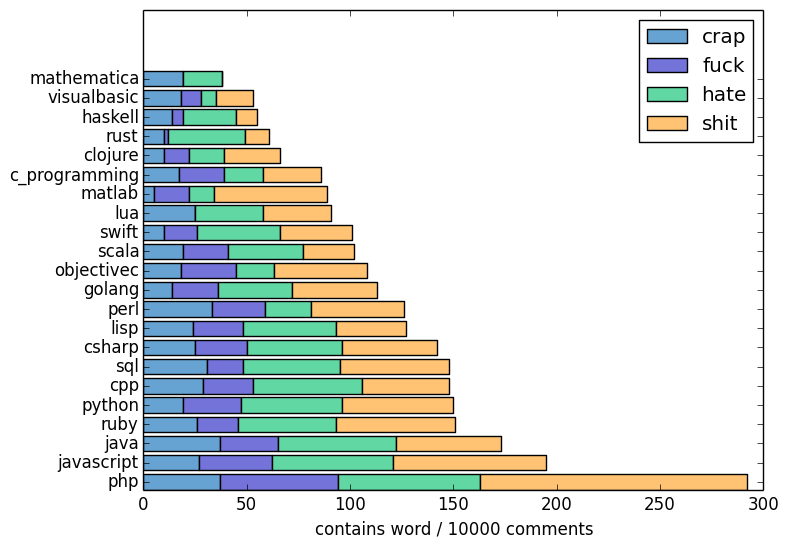 crap
fuck
hate
shit
mathematica
visualbasic
haskell
rust
clojure
c_programming
matlab
lua
swift
scala
objectivec
golang
perl
lisp
csharp
sql
cpp
python
ruby
java
javascript
php
0 50 100 150 200 250 300
contains word / 10000 comments